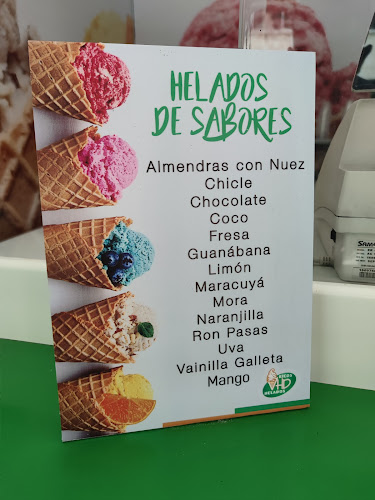 HELADOS
DE SABORES
Almendras con Nuez
Chicle
Chocolate
Coco
Fresa
Guanábana
Limón
Maracuyá
Mora
Naranjilla
Ron Pasas
Uva
Vainilla Galleta
Mango
HELADOS